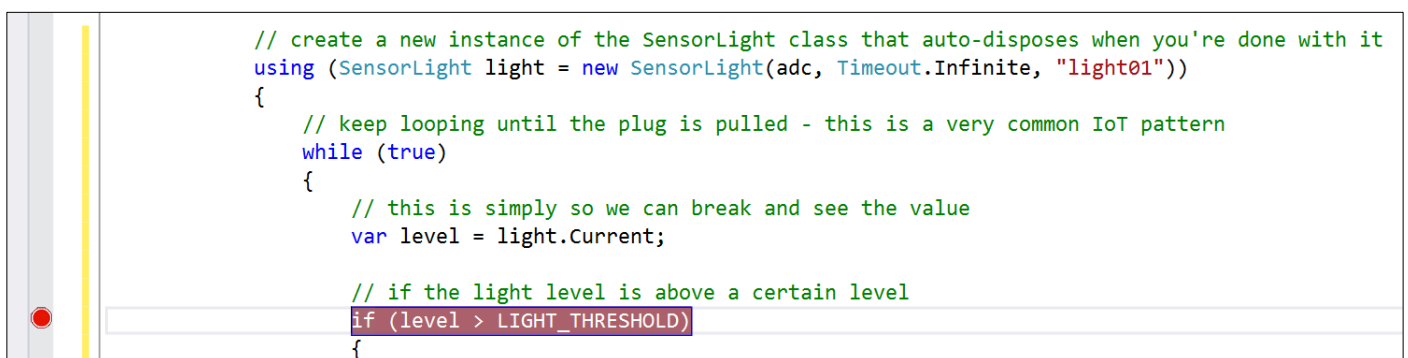 // create a new instance of the SensorLight class that auto-disposes when you're done with it
using (SensorLight light = new SensorLight(adc, Timeout.Infinite, "light01"))
{
// keep looping until the plug is pulled - this is a very common IoT pattern
while (true)
{
// this is simply so we can break and see the value
var level = light.Current;
// if the light level is above a certain level
if (level > LIGHT_THRESHOLD)
{